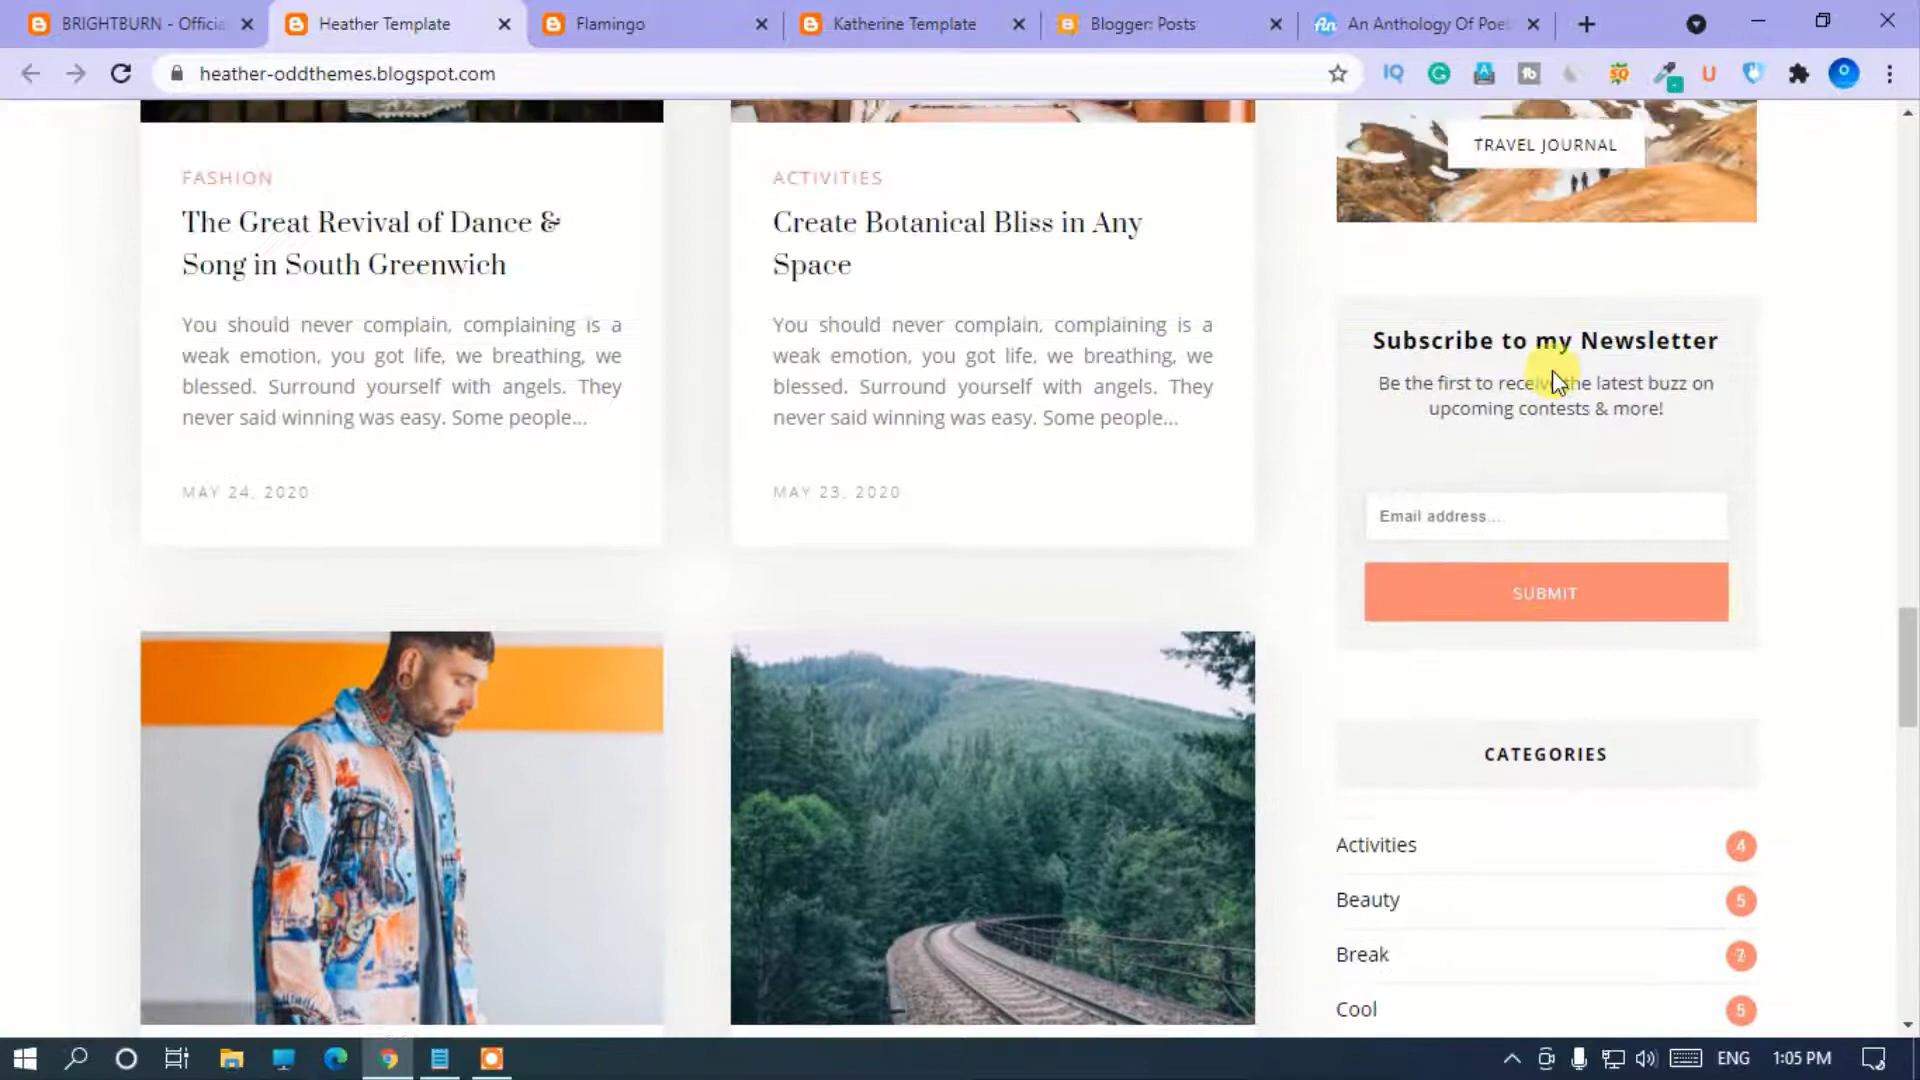 BRIGHTBURN - Officia
Heather Template
Flamingo
Katherine Template
Blogger: Posts
An Anthology Of Poe
heather-oddthemes.blogspot.com
TRAVEL JOURNAL
FASHION
The Great Revival of Dance &
Song in South Greenwich
You should never complain, complaining is a
weak emotion, you got life, we breathing, we
blessed. Surround yourself with angels. They
never said winning was easy. Some people...
MAY 24, 2020
ACTIVITIES
Create Botanical Bliss in Any
Space
You should never complain, complaining is a
weak emotion, you got life, we breathing, we
blessed. Surround yourself with angels. They
never said winning was easy. Some people...
MAY 23, 2020
Subscribe to my Newsletter
Be the first to receive the latest buzz on
upcoming contests & more!
Email address...
SUBMIT
CATEGORIES
Activities 4
Beauty 5
Break
Cool 5
ENG
1:05 PM